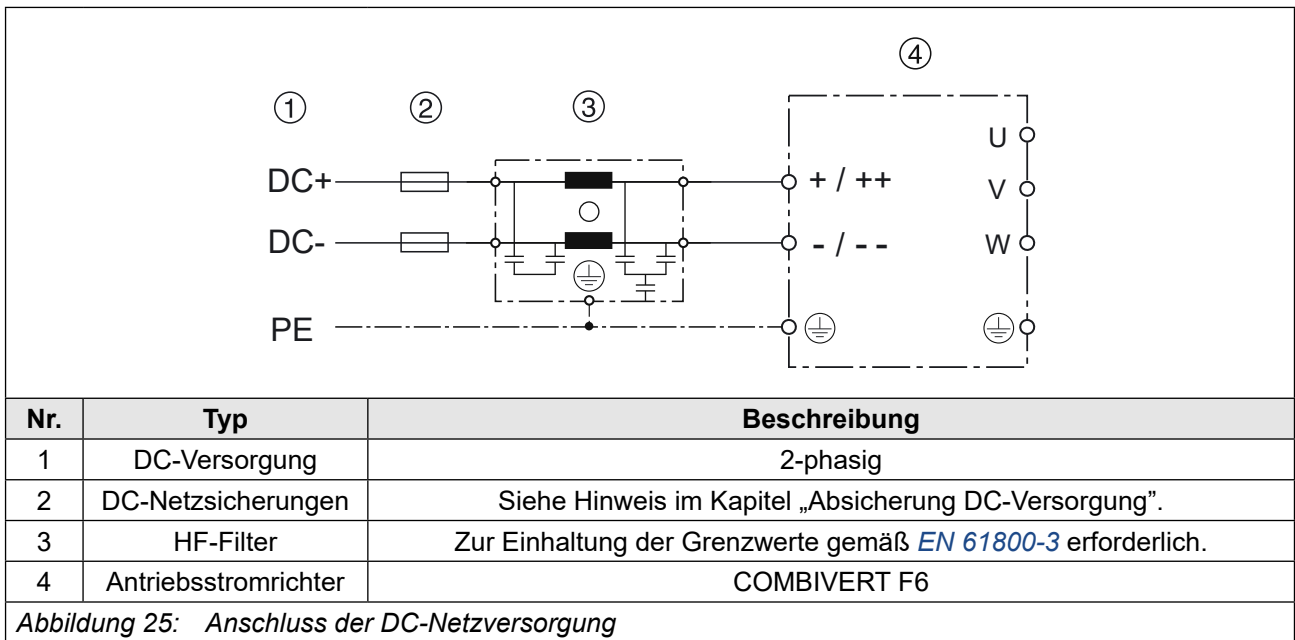 ④
① ② ③
U
DC+ + / ++ V
DC- - / - - W
PE
Nr. Typ Beschreibung
1 DC-Versorgung 2-phasig
2 DC-Netzsicherungen Siehe Hinweis im Kapitel „Absicherung DC-Versorgung”.
3 HF-Filter Zur Einhaltung der Grenzwerte gemäß EN 61800-3 erforderlich.
4 Antriebsstromrichter COMBIVERT F6
Abbildung 25: Anschluss der DC-Netzversorgung